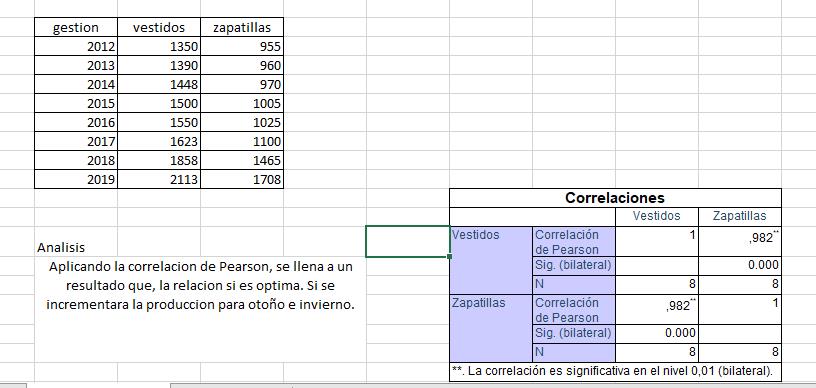 gestion vestidos zapatillas
2012 1350 955
2013 1390 960
2014 1448 970
2015 1500 1005
2016 1550 1025
2017 1623 1100
2018 1858 1465
2019 2113 1708
Analisis
Aplicando la correlacion de Pearson, se llena a un
resultado que, la relacion si es optima. Si se
incrementara la produccion para otoño e invierno.
Correlaciones
Vestidos Zapatillas
Vestidos Correlación de Pearson 1 ,982**
Sig. (bilateral) 0.000
N 8 8
Zapatillas Correlación de Pearson ,982** 1
Sig. (bilateral) 0.000
N 8 8
**. La correlación es significativa en el nivel 0,01 (bilateral).